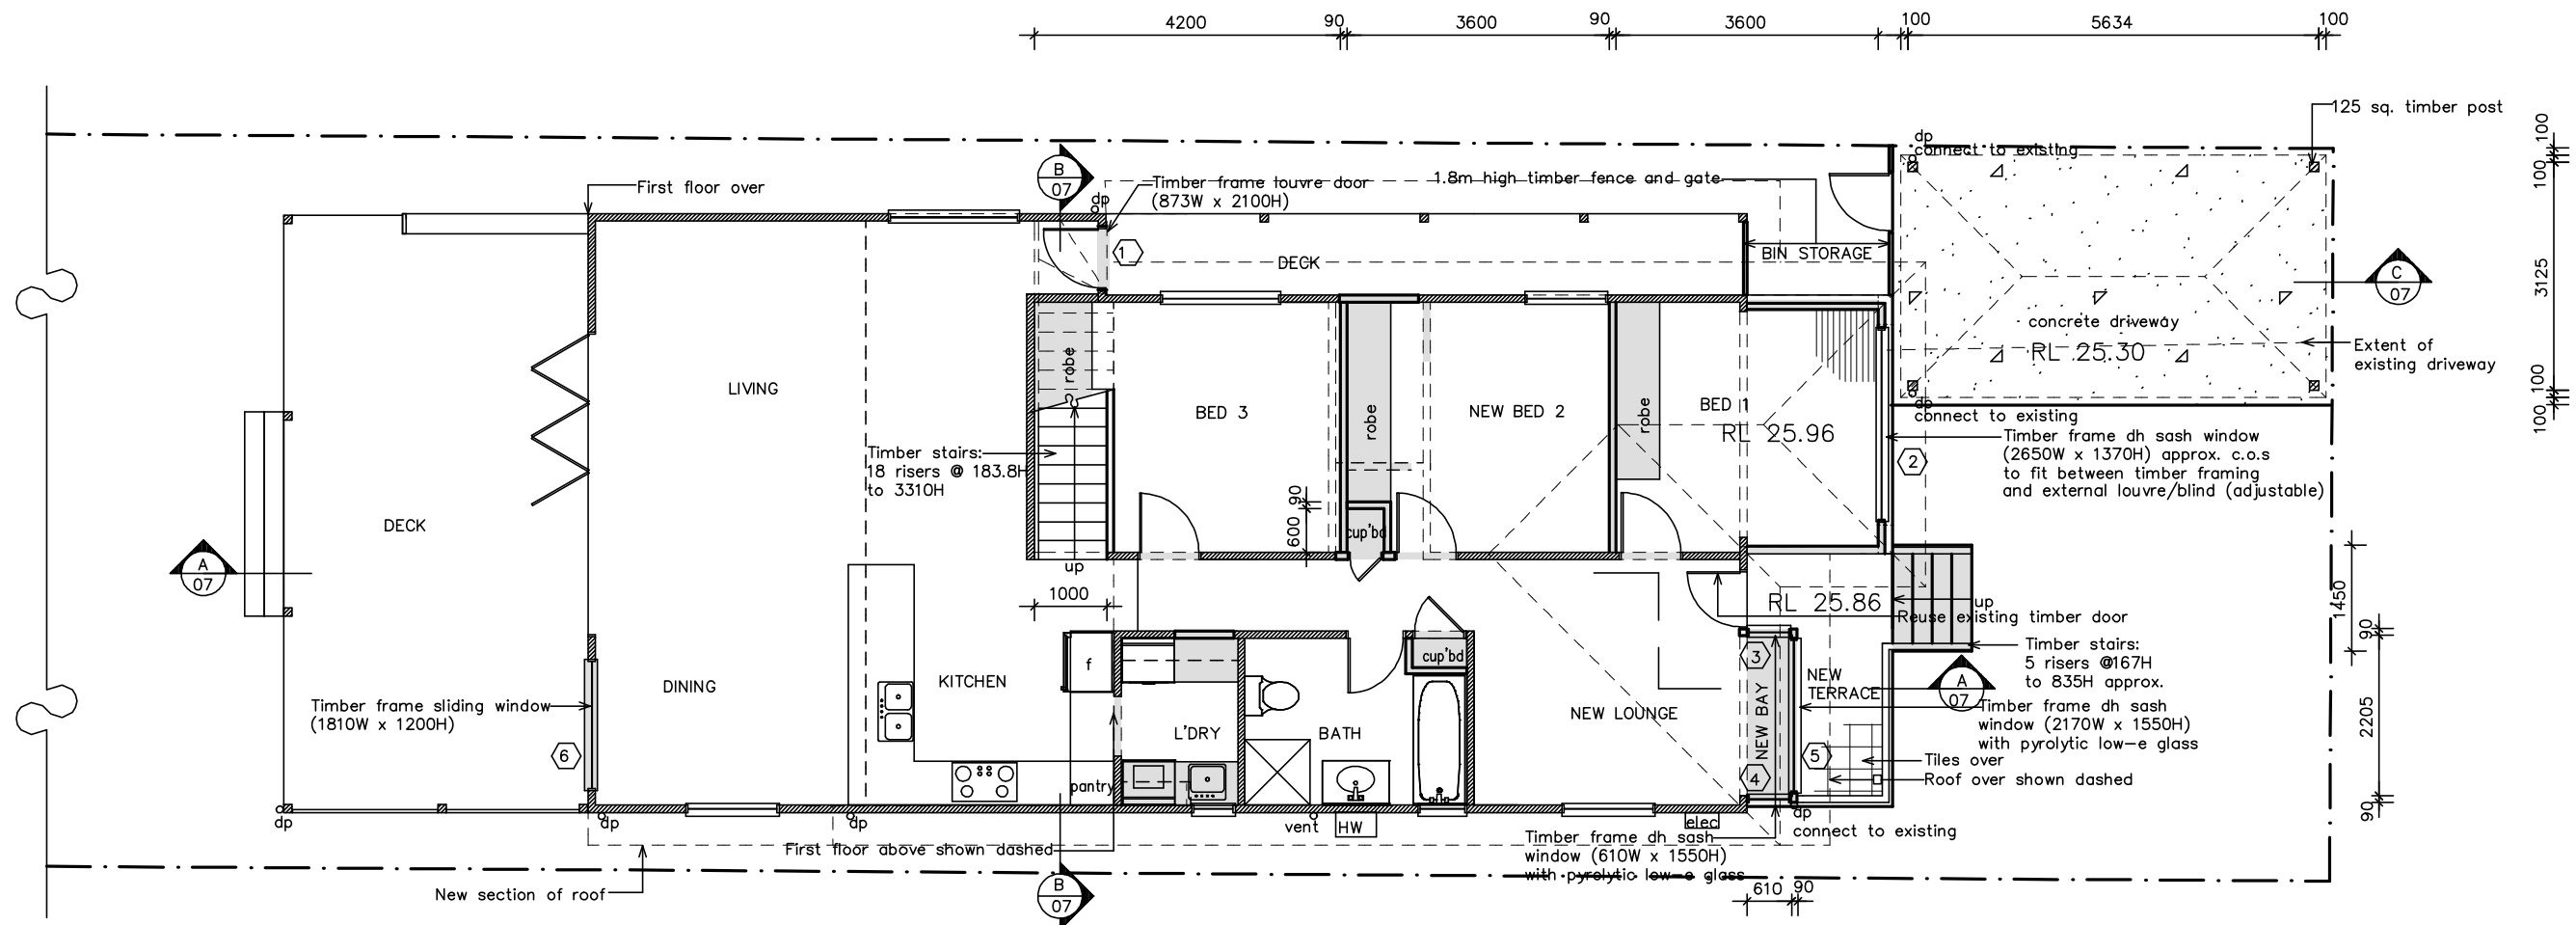 4200
90
3600
90
3600
100
5634
100
125 sq. timber post
100
100
3125
100
100
dp
connect to existing
B
07
First floor over
Timber frame louvre door
(873W x 2100H)
1.8m high timber fence and gate
dp
1
DECK
BIN STORAGE
C
07
concrete driveway
RL 25.30
Extent of
existing driveway
robe
LIVING
BED 3
robe
NEW BED 2
robe
BED 1
RL 25.96
dp
connect to existing
Timber frame dh sash window
(2650W x 1370H) approx. c.o.s
to fit between timber framing
and external louvre/blind (adjustable)
2
Timber stairs:
18 risers @ 183.8H
to 3310H
DECK
A
07
90
600
cup'bd
up
1000
RL 25.86
up
Reuse existing timber door
1450
90
2205
90
Timber stairs:
5 risers @167H
to 835H approx.
f
cup'bd
3
NEW
TERRACE
A
07
DINING
KITCHEN
Timber frame sliding window
(1810W x 1200H)
6
L'DRY
BATH
NEW LOUNGE
NEW BAY
4
5
Timber frame dh sash
window (2170W x 1550H)
with pyrolytic low-e glass
Tiles over
Roof over shown dashed
pantry
dp
dp
dp
vent
HW
elec
dp
connect to existing
First floor above shown dashed
Timber frame dh sash
window (610W x 1550H)
with pyrolytic low-e glass
New section of roof
B
07
610
90